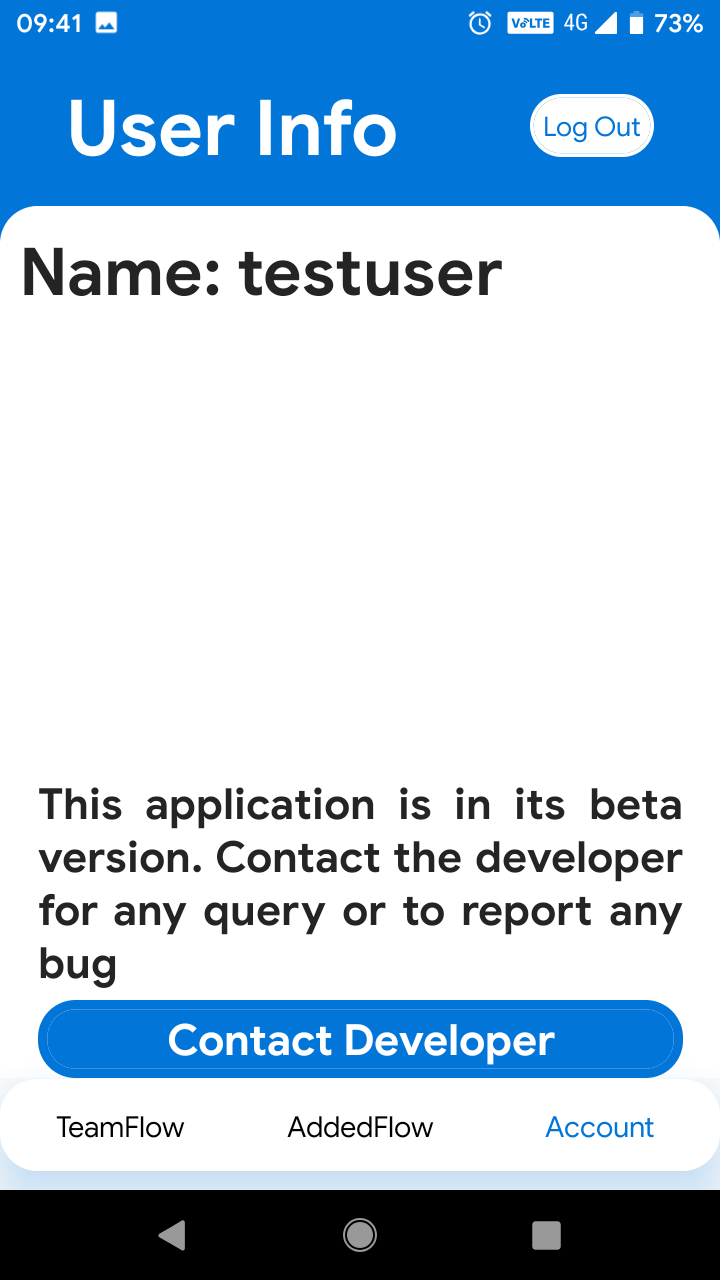 09:41 VoLTE 4G 73%
User Info
Log Out
Name: testuser
This application is in its beta
version. Contact the developer
for any query or to report any
bug
Contact Developer
TeamFlow AddedFlow Account